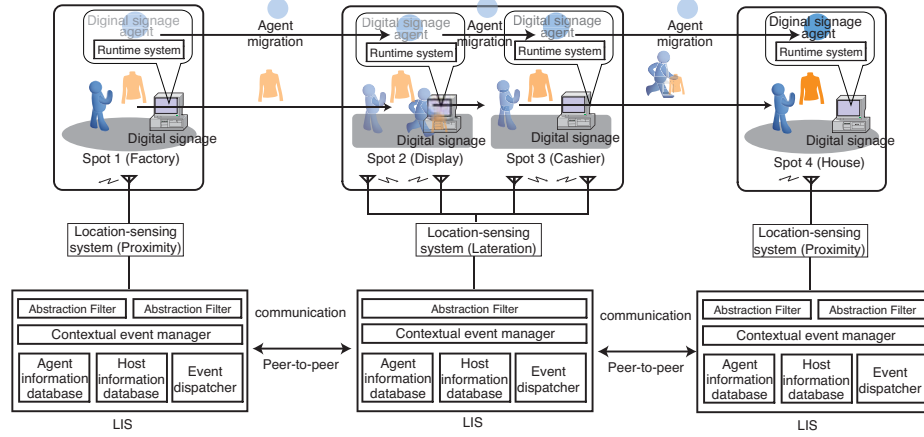 Digital signage
agent
Runtime system
Agent
migration
Digital signage
agent
Runtime system
Agent
migration
Digital signage
agent
Runtime system
Agent
migration
Diginal signage
agent
Runtime system
Digital signage
Spot 1 (Factory)
Digital signage
Spot 2 (Display)
Digital signage
Spot 3 (Cashier)
Digital signage
Spot 4 (House)
Location-sensing
system (Proximity)
Location-sensing
system (Lateration)
Location-sensing
system (Proximity)
Abstraction Filter
Abstraction Filter
Contextual event manager
Agent
information
database
Host
information
database
Event
dispatcher
LIS
communication
Peer-to-peer
Abstraction Filter
Contextual event manager
Agent
information
database
Host
information
database
Event
dispatcher
LIS
communication
Peer-to-peer
Abstraction Filter
Abstraction Filter
Contextual event manager
Agent
information
database
Host
information
database
Event
dispatcher
LIS